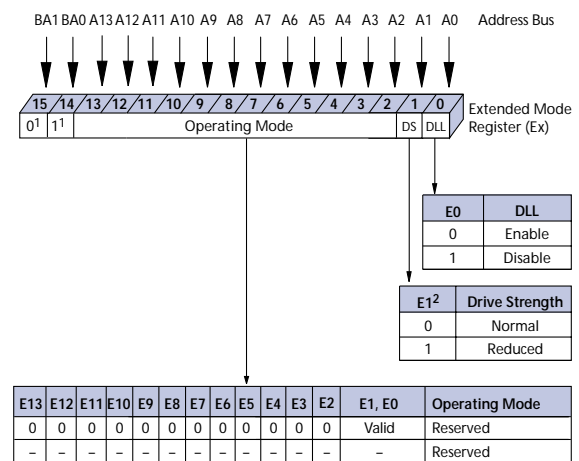 BA1 BA0 A13 A12 A11 A10 A9 A8 A7 A6 A5 A4 A3 A2 A1 A0 Address Bus
15 14 13 12 11 10 9 8 7 6 5 4 3 2 1 0 Extended Mode
0¹ 1¹ Operating Mode DS DLL Register (Ex)
E0 DLL
0 Enable
1 Disable
E1² Drive Strength
0 Normal
1 Reduced
E13 E12 E11 E10 E9 E8 E7 E6 E5 E4 E3 E2 E1, E0 Operating Mode
0 0 0 0 0 0 0 0 0 0 0 0 Valid Reserved
– – – – – – – – – – – – – Reserved